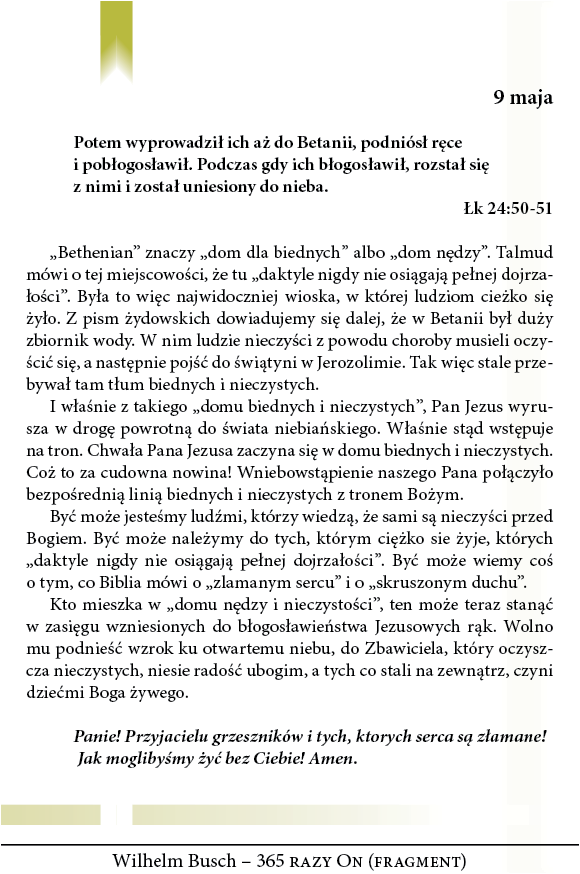 9 maja
Potem wyprowadził ich aż do Betanii, podniósł ręce
i pobłogosławił. Podczas gdy ich błogosławił, rozstał się
z nimi i został uniesiony do nieba.
Łk 24:50-51
„Bethenian” znaczy „dom dla biednych” albo „dom nędzy”. Talmud
mówi o tej miejscowości, że tu „daktyle nigdy nie osiągają pełnej dojrza-
łości”. Była to więc najwidoczniej wioska, w której ludziom cieżko się
żyło. Z pism żydowskich dowiadujemy się dalej, że w Betanii był duży
zbiornik wody. W nim ludzie nieczyści z powodu choroby musieli oczy-
ścić się, a następnie pojść do świątyni w Jerozolimie. Tak więc stale prze-
bywał tam tłum biednych i nieczystych.
I właśnie z takiego „domu biednych i nieczystych”, Pan Jezus wyru-
sza w drogę powrotną do świata niebiańskiego. Właśnie stąd wstępuje
na tron. Chwała Pana Jezusa zaczyna się w domu biednych i nieczystych.
Coż to za cudowna nowina! Wniebowstąpienie naszego Pana połączyło
bezpośrednią linią biednych i nieczystych z tronem Bożym.
Być może jesteśmy ludźmi, którzy wiedzą, że sami są nieczyści przed
Bogiem. Być może należymy do tych, którym ciężko sie żyje, których
„daktyle nigdy nie osiągają pełnej dojrzałości”. Być może wiemy coś
o tym, co Biblia mówi o „zlamanym sercu” i o „skruszonym duchu”.
Kto mieszka w „domu nędzy i nieczystości”, ten może teraz stanąć
w zasięgu wzniesionych do błogosławieństwa Jezusowych rąk. Wolno
mu podnieść wzrok ku otwartemu niebu, do Zbawiciela, który oczysz-
cza nieczystych, niesie radość ubogim, a tych co stali na zewnątrz, czyni
dziećmi Boga żywego.
Panie! Przyjacielu grzeszników i tych, ktorych serca są złamane!
Jak moglibyśmy żyć bez Ciebie! Amen.
Wilhelm Busch – 365 RAZY ON (FRAGMENT)